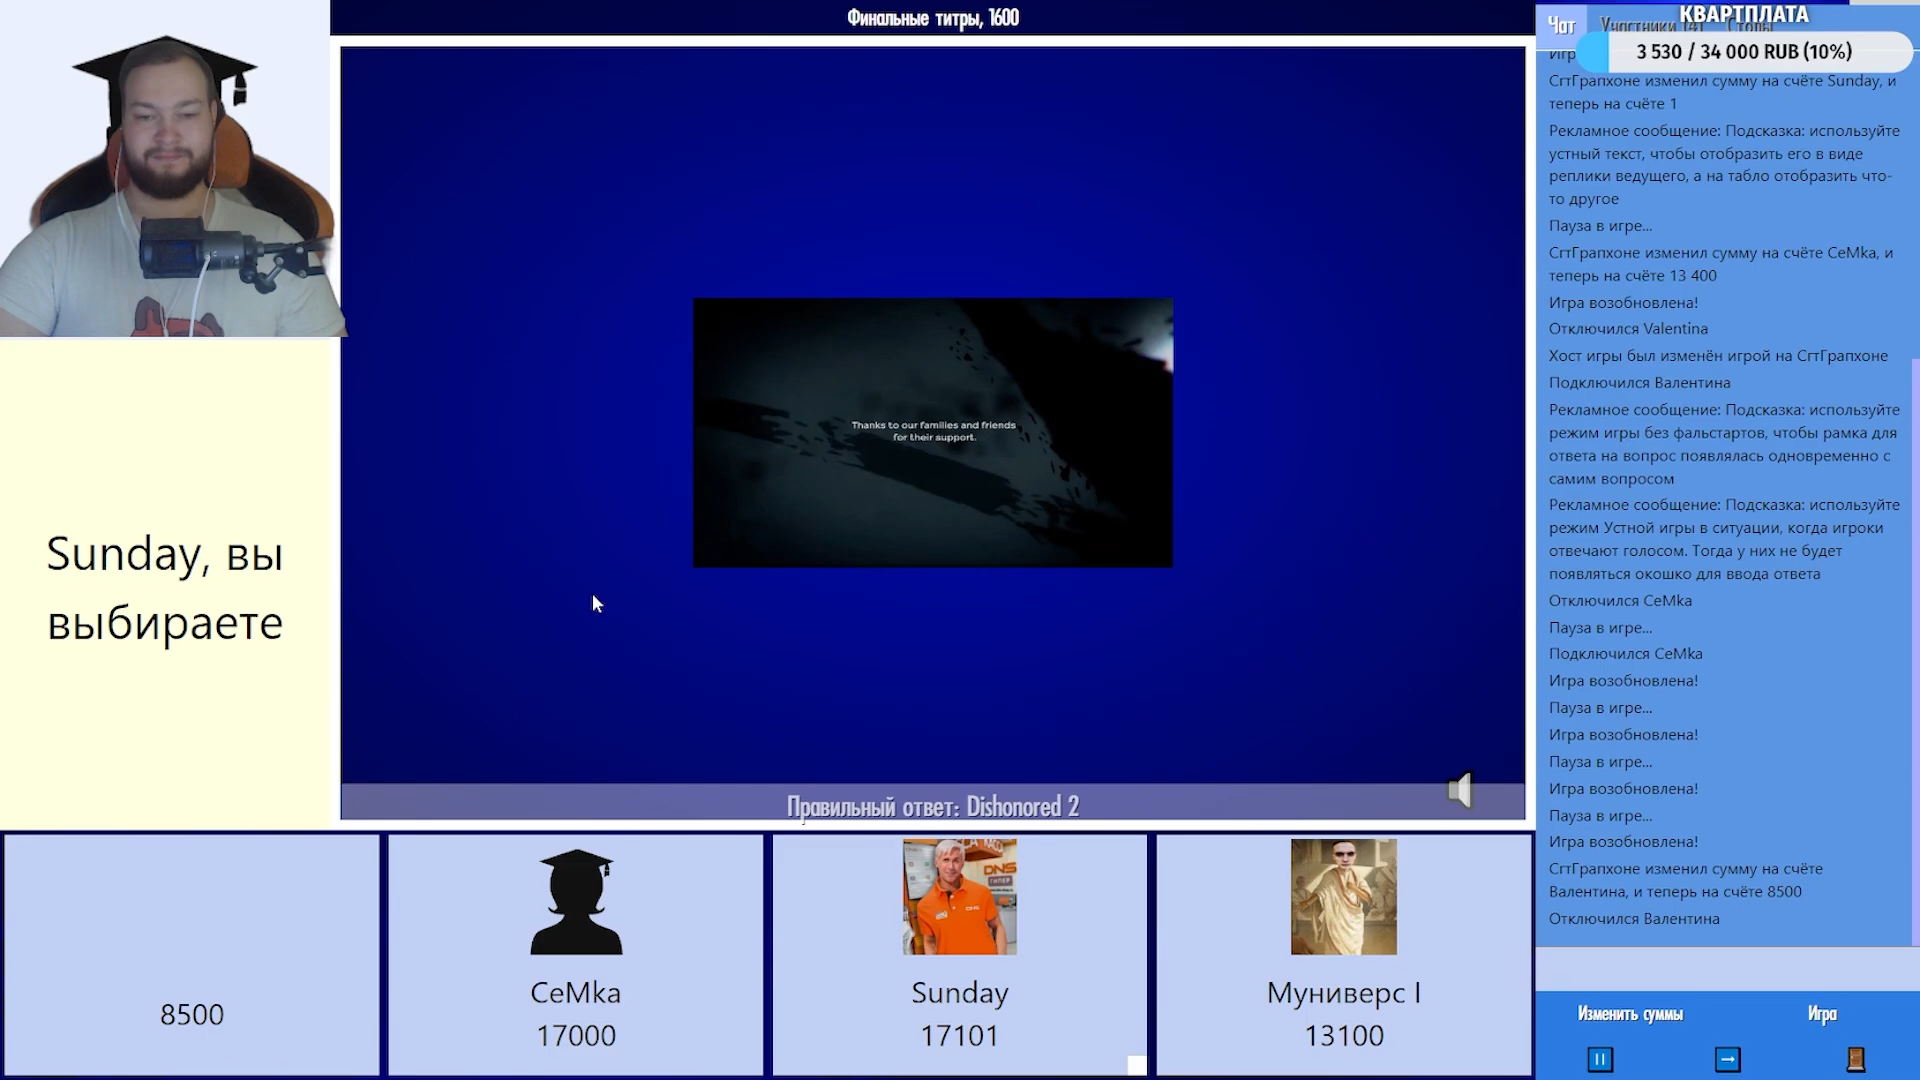 Финальные титры, 1600
КВАРТПЛАТА
Чат
Участники
Столы
3 530 / 34 000 RUB (10%)
СгтГрапхоне изменил сумму на счёте Sunday, и
теперь на счёте 1
Рекламное сообщение: Подсказка: используйте
устный текст, чтобы отобразить его в виде
реплики ведущего, а на табло отобразить что-
то другое
Пауза в игре...
СгтГрапхоне изменил сумму на счёте CeMka, и
теперь на счёте 13 400
Игра возобновлена!
Отключился Valentina
Хост игры был изменён игрой на СгтГрапхоне
Подключился Валентина
Рекламное сообщение: Подсказка: используйте
режим игры без фальстартов, чтобы рамка для
ответа на вопрос появлялась одновременно с
самим вопросом
Рекламное сообщение: Подсказка: используйте
режим Устной игры в ситуации, когда игроки
отвечают голосом. Тогда у них не будет
появляться окошко для ввода ответа
Отключился CeMka
Пауза в игре...
Подключился CeMka
Игра возобновлена!
Пауза в игре...
Игра возобновлена!
Пауза в игре...
Игра возобновлена!
Пауза в игре...
Игра возобновлена!
СгтГрапхоне изменил сумму на счёте
Валентина, и теперь на счёте 8500
Отключился Валентина
Thanks to our families and friends
for their support.
Sunday, вы
выбираете
Правильный ответ: Dishonored 2
DNS
ГИПЕР
8500
CeMka
17000
Sunday
17101
Муниверс I
13100
Изменить суммы
Игра